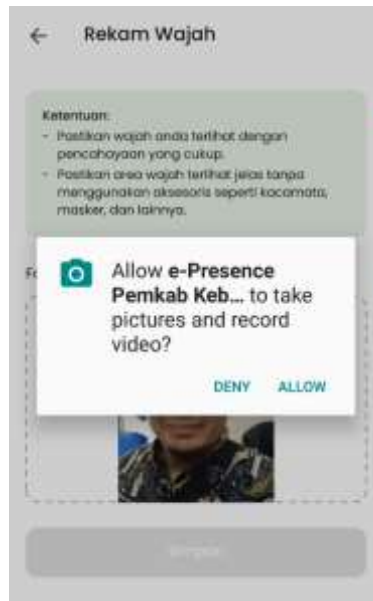 Rekam Wajah
Ketentuan:
- Pastikan wajah anda terlihat dengan
pencahayaan yang cukup.
- Pastikan area wajah terlihat jelas tanpa
menggunakan aksesoris seperti kacamata,
masker, dan lainnya.
Allow e-Presence
Pemkab Keb... to take
pictures and record
video?
DENY ALLOW